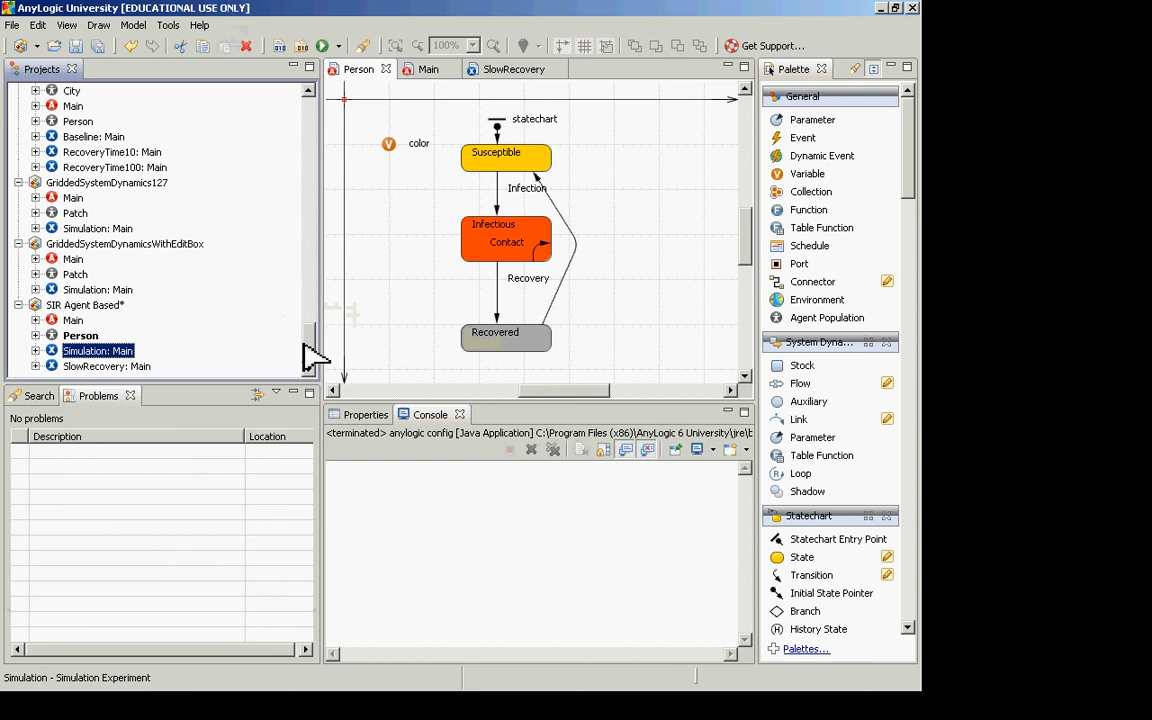 AnyLogic University [EDUCATIONAL USE ONLY]
File Edit View Draw Model Tools Help
100% Get Support...
Projects
City
Main
Person
Baseline: Main
RecoveryTime10: Main
RecoveryTime100: Main
GriddedSystemDynamics127
Main
Patch
Simulation: Main
GriddedSystemDynamicsWithEditBox
Main
Patch
Simulation: Main
SIR Agent Based*
Main
Person
Simulation: Main
SlowRecovery: Main
Search Problems
No problems
Description Location
Person Main SlowRecovery
statechart
color
Susceptible
Infection
Infectious
Contact
Recovery
Recovered
Properties Console
<terminated> anylogic config [Java Application] C:\Program Files (x86)\AnyLogic 6 University\jre\b
Palette
General
Parameter
Event
Dynamic Event
Variable
Collection
Function
Table Function
Schedule
Port
Connector
Environment
Agent Population
System Dyna...
Stock
Flow
Auxiliary
Link
Parameter
Table Function
Loop
Shadow
Statechart
Statechart Entry Point
State
Transition
Initial State Pointer
Branch
History State
Palettes...
Simulation - Simulation Experiment